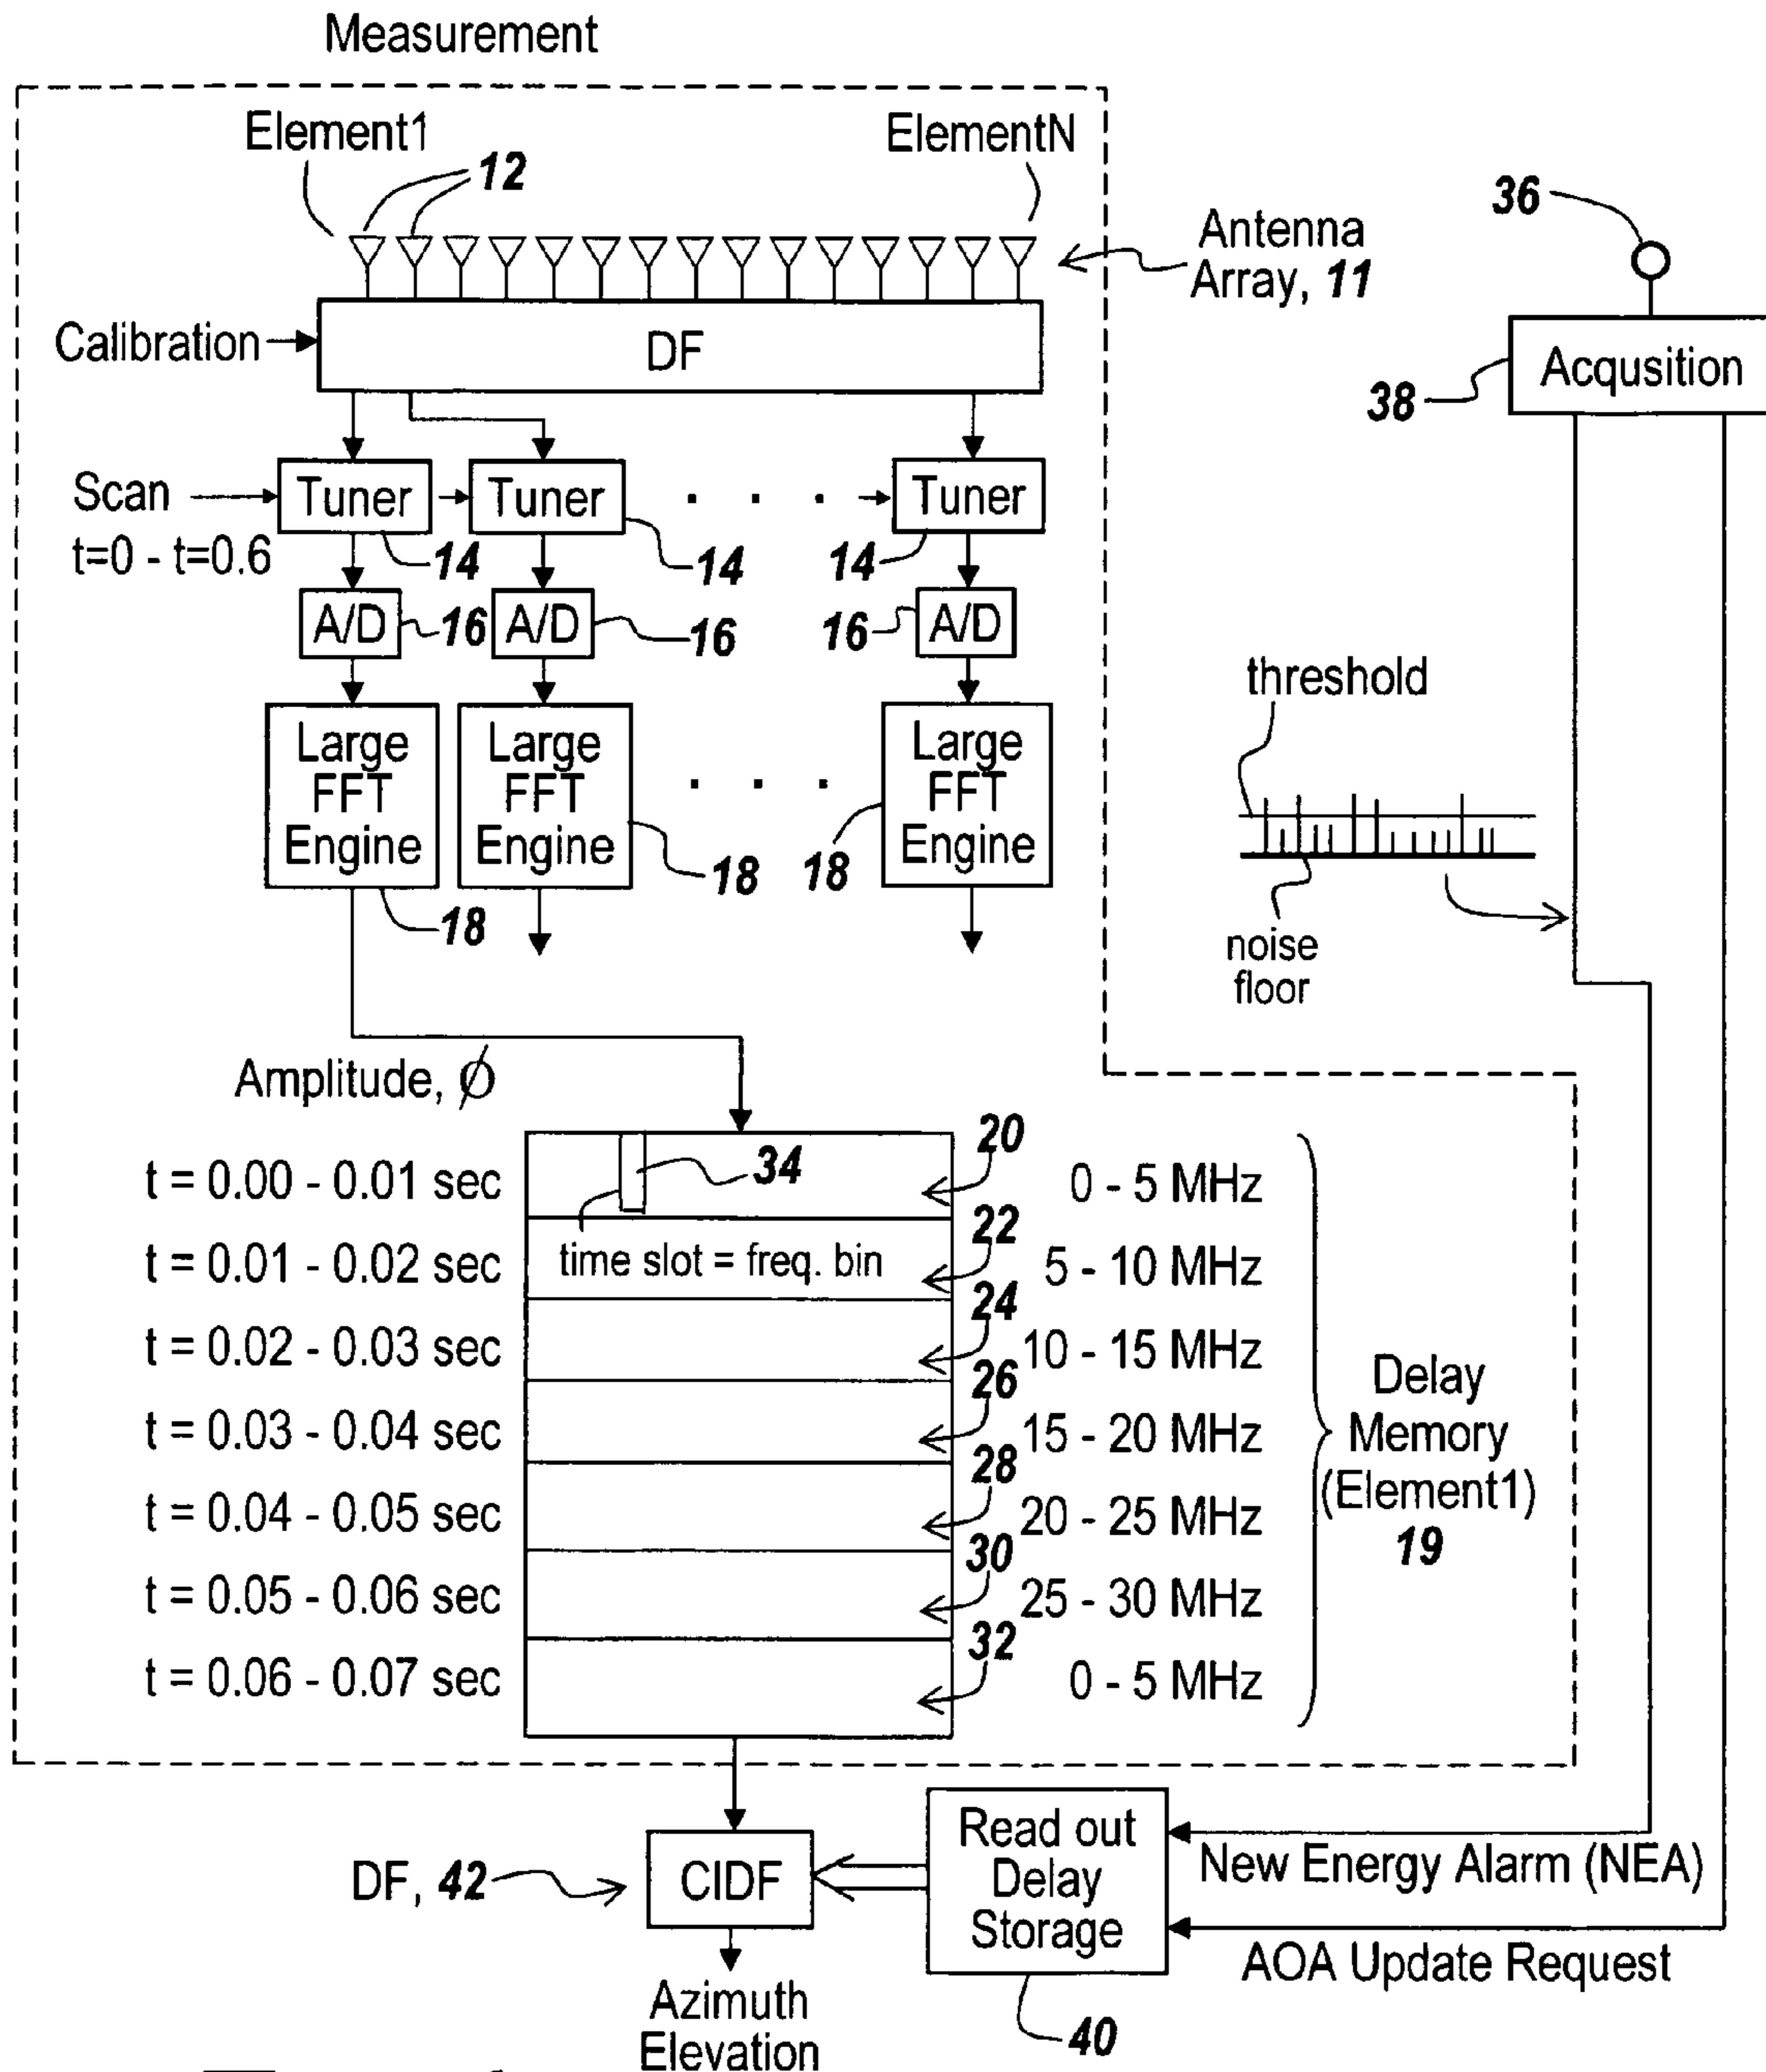 Measurement
Element1
12
ElementN
36
Antenna
Array, 11
Calibration
DF
Acqusition
38
Scan
t=0 - t=0.6
Tuner
Tuner
. . .
Tuner
14
14
14
A/D
16
A/D
16
16
A/D
threshold
Large
FFT
Engine
Large
FFT
Engine
. . .
Large
FFT
Engine
18
18
18
noise
floor
Amplitude, ϕ
t = 0.00 - 0.01 sec
34
20
0 - 5 MHz
t = 0.01 - 0.02 sec
time slot = freq. bin
22
5 - 10 MHz
t = 0.02 - 0.03 sec
24
10 - 15 MHz
t = 0.03 - 0.04 sec
26
15 - 20 MHz
t = 0.04 - 0.05 sec
28
20 - 25 MHz
t = 0.05 - 0.06 sec
30
25 - 30 MHz
t = 0.06 - 0.07 sec
32
0 - 5 MHz
Delay
Memory
(Element1)
19
DF, 42
CIDF
Read out
Delay
Storage
New Energy Alarm (NEA)
AOA Update Request
40
Azimuth
Elevation